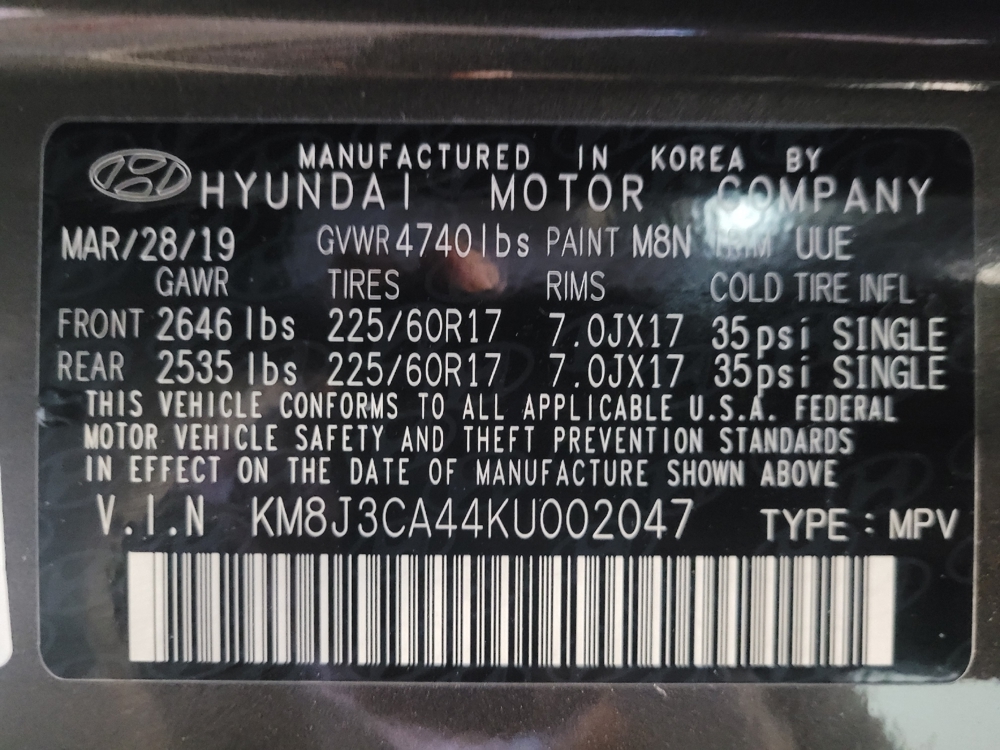 MANUFACTURED IN KOREA BY
HYUNDAI MOTOR COMPANY
MAR/28/19 GVWR 4740lbs PAINT M8N TRIM UUE
GAWR TIRES RIMS COLD TIRE INFL
FRONT 2646 lbs 225/60R17 7.0JX17 35psi SINGLE
REAR 2535 lbs 225/60R17 7.0JX17 35psi SINGLE
THIS VEHICLE CONFORMS TO ALL APPLICABLE U.S.A. FEDERAL
MOTOR VEHICLE SAFETY AND THEFT PREVENTION STANDARDS
IN EFFECT ON THE DATE OF MANUFACTURE SHOWN ABOVE
V.I.N KM8J3CA44KU002047 TYPE : MPV